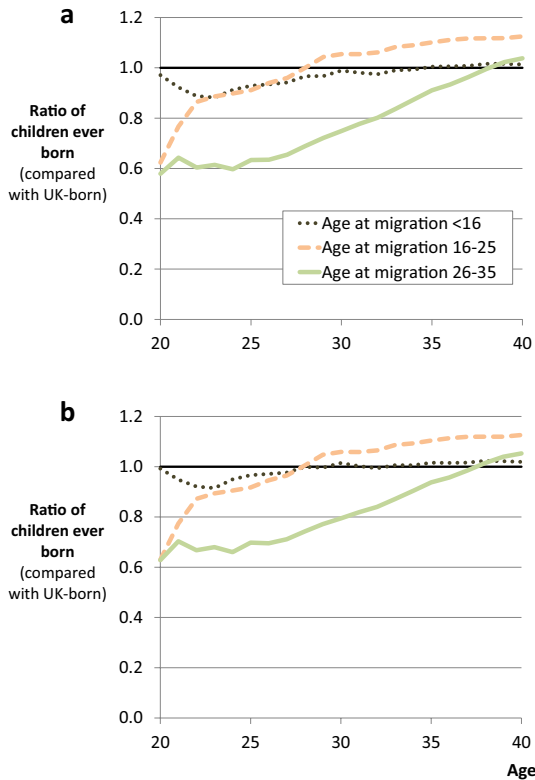 a
1.2
1.0
0.8
0.6
0.4
0.2
0.0
Ratio of
children ever
born
(compared
with UK-born)
Age at migration <16
Age at migration 16-25
Age at migration 26-35
20 25 30 35 40
b
1.2
1.0
0.8
0.6
0.4
0.2
0.0
Ratio of
children ever
born
(compared
with UK-born)
20 25 30 35 40
Age